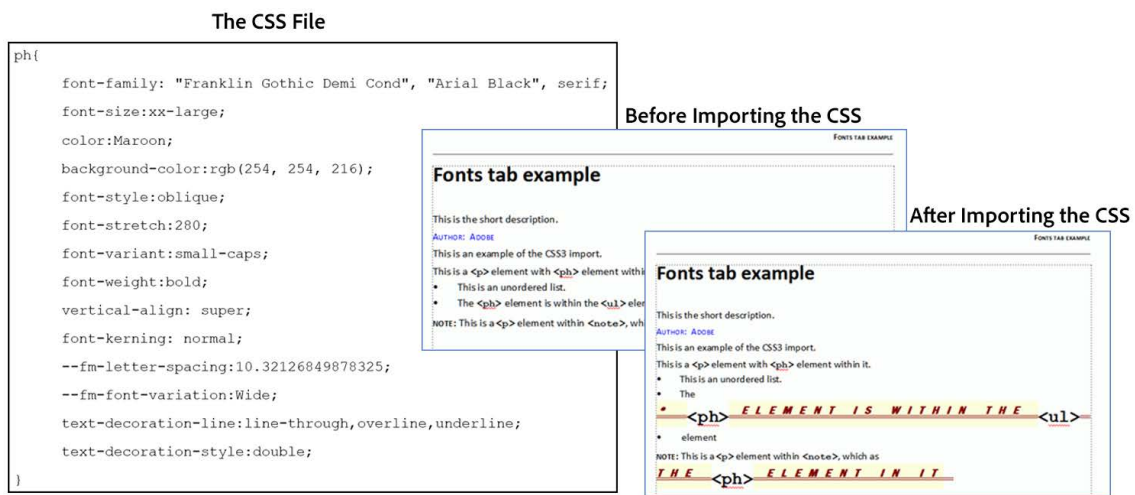 The CSS File
ph{
font-family: "Franklin Gothic Demi Cond", "Arial Black", serif;
font-size:xx-large;
color:Maroon;
background-color:rgb(254, 254, 216);
font-style:oblique;
font-stretch:280;
font-variant:small-caps;
font-weight:bold;
vertical-align: super;
font-kerning: normal;
--fm-letter-spacing:10.32126849878325;
--fm-font-variation:Wide;
text-decoration-line:line-through,overline,underline;
text-decoration-style:double;
}
Before Importing the CSS
FONTS TAB EXAMPLE
Fonts tab example
This is the short description.
AUTHOR: ADOBE
This is an example of the CSS3 import.
This is a <p> element with <ph> element withi
• This is an unordered list.
• The <ph> element is within the <ul> eler
NOTE: This is a <p> element within <note>, wh
After Importing the CSS
FONTS TAB EXAMPLE
Fonts tab example
This is the short description.
AUTHOR: ADOBE
This is an example of the CSS3 import.
This is a <p> element with <ph> element within it.
• This is an unordered list.
• The
• <ph> ELEMENT IS WITHIN THE <ul>
• element
NOTE: This is a <p> element within <note>, which as
THE <ph> ELEMENT IN IT